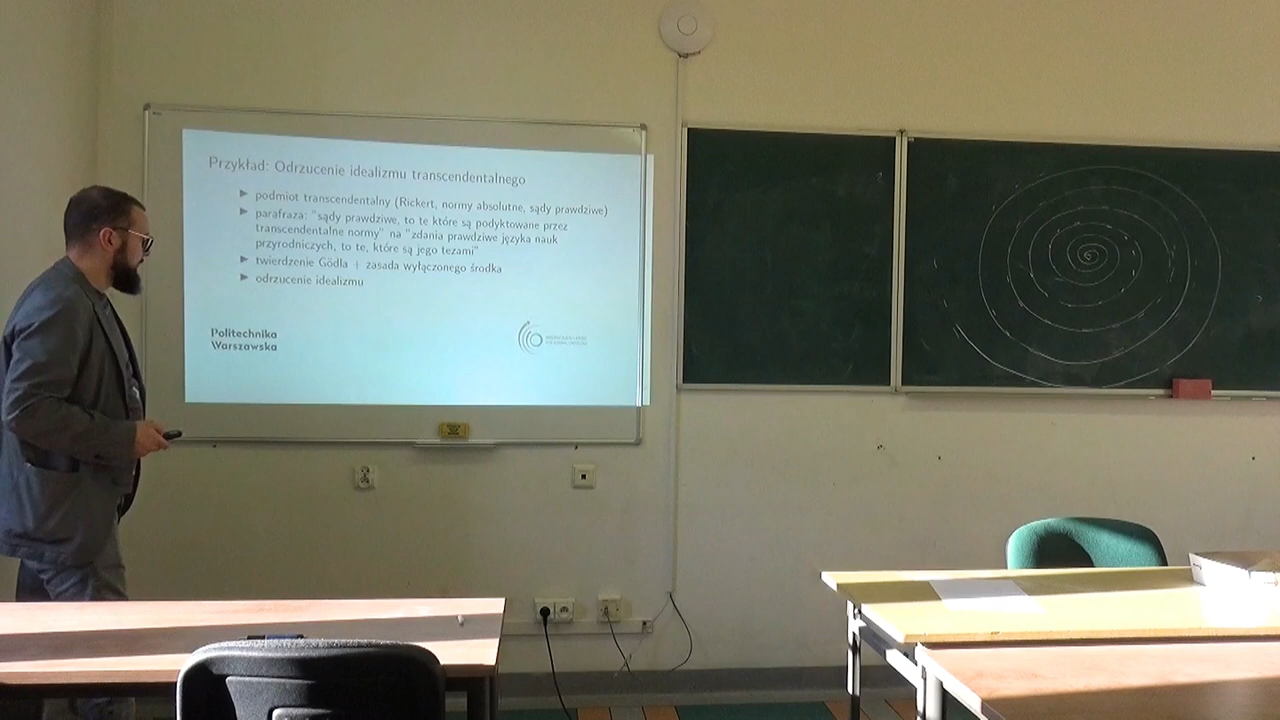 Przykład: Odrzucenie idealizmu transcendentalnego
▶ podmiot transcendentalny (Rickert, normy absolutne, sądy prawdziwe)
▶ parafraza: "sądy prawdziwe, to te które są podyktowane przez
transcendentalne normy" na "zdania prawdziwe języka nauk
przyrodniczych, to te, które są jego tezami"
▶ twierdzenie Gödla + zasada wyłączonego środka
▶ odrzucenie idealizmu
Politechnika
Warszawska